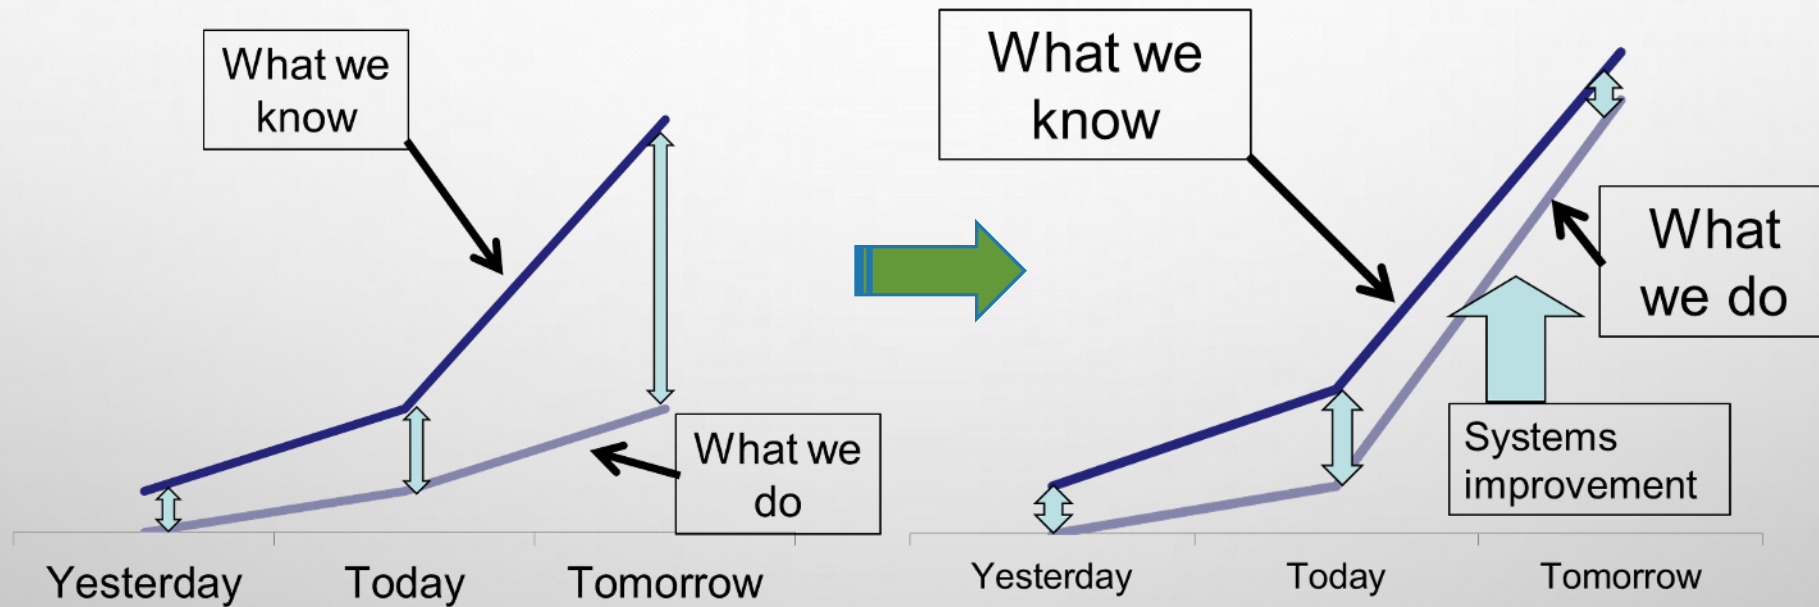 What we
know
What we
do
Yesterday
Today
Tomorrow
What we
know
What
we do
Systems
improvement
Yesterday
Today
Tomorrow